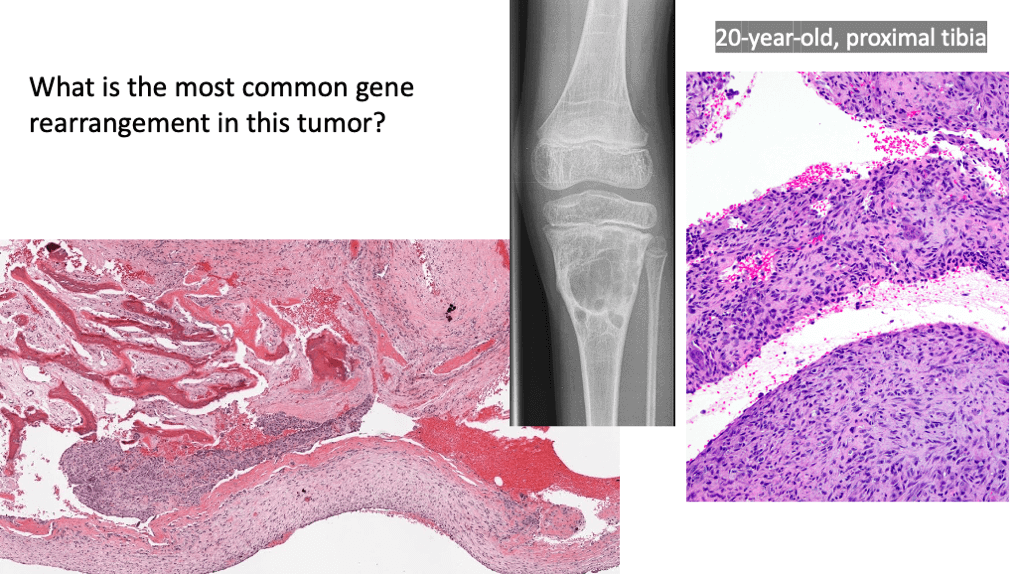 What is the most common gene
rearrangement in this tumor?
20-year-old, proximal tibia